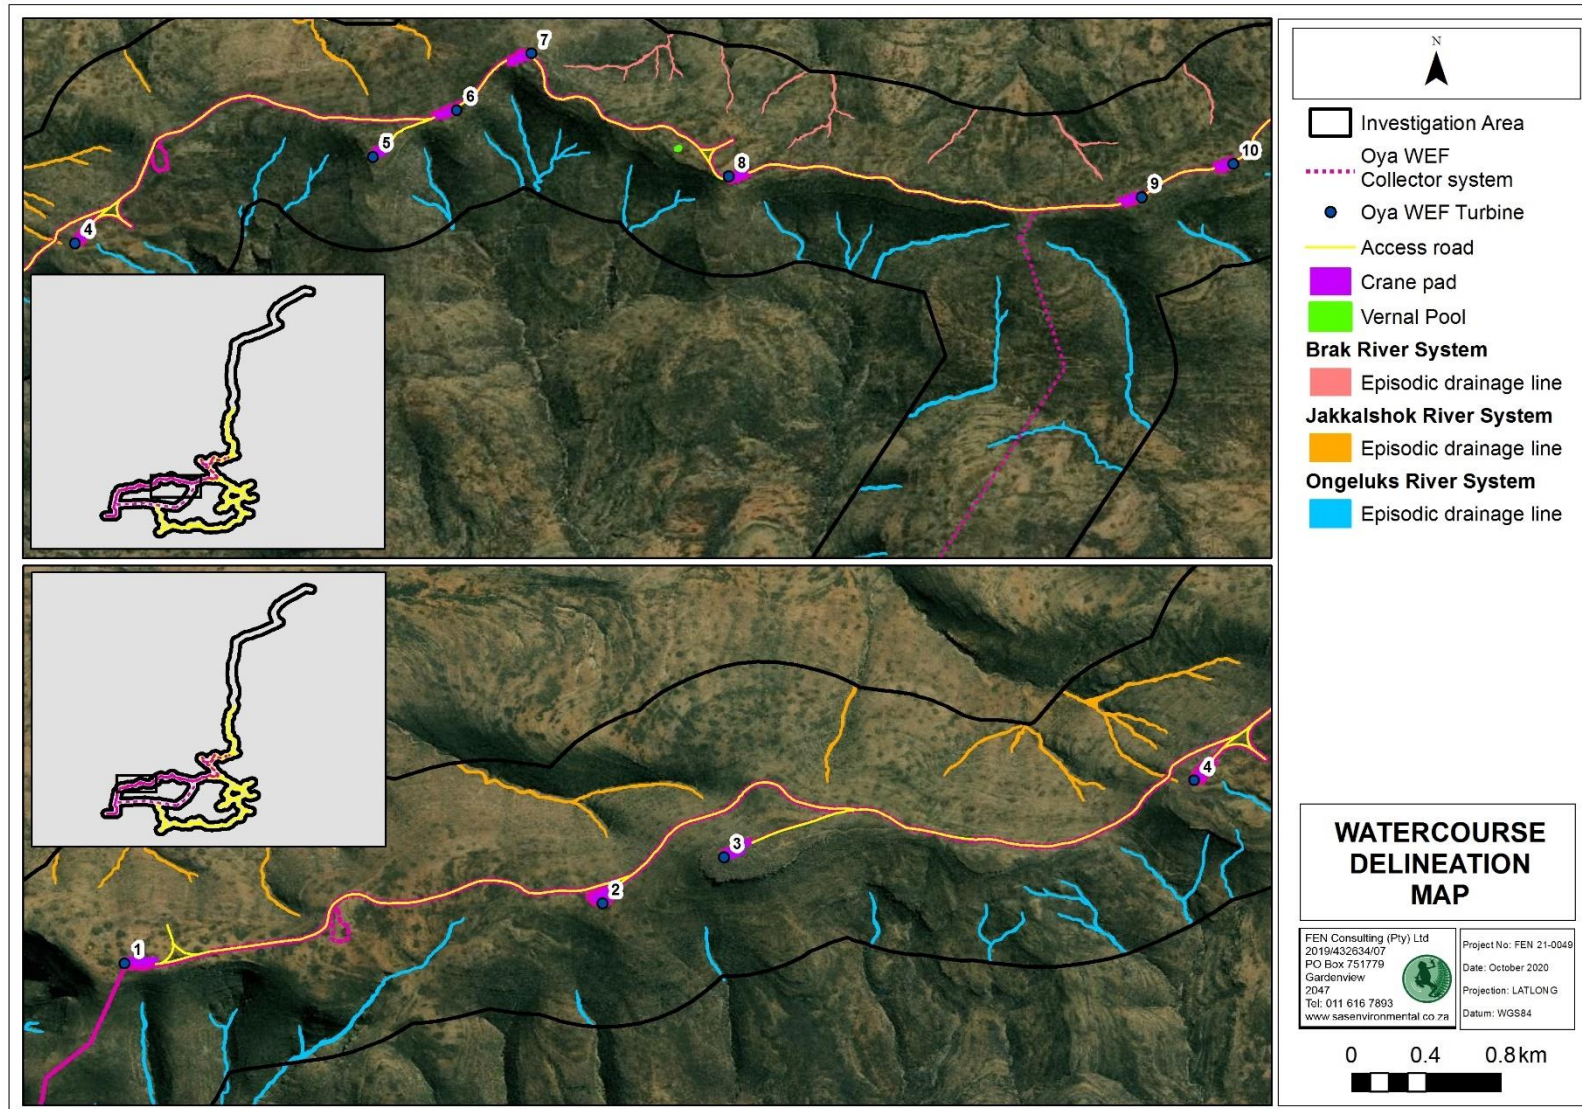 7
6
5
8
10
9
4
4
3
2
1
N
Investigation Area
Oya WEF
Collector system
Oya WEF Turbine
Access road
Crane pad
Vernal Pool
Brak River System
Episodic drainage line
Jakkalshok River System
Episodic drainage line
Ongeluks River System
Episodic drainage line
WATERCOURSE
DELINEATION
MAP
FEN Consulting (Pty) Ltd
2019/432634/07
PO Box 751779
Gardenview
2047
Tel: 011 616 7893
www.sasenvironmental.co.za
Project No: FEN 21-0049
Date: October 2020
Projection: LATLONG
Datum: WGS84
0 0.4 0.8 km